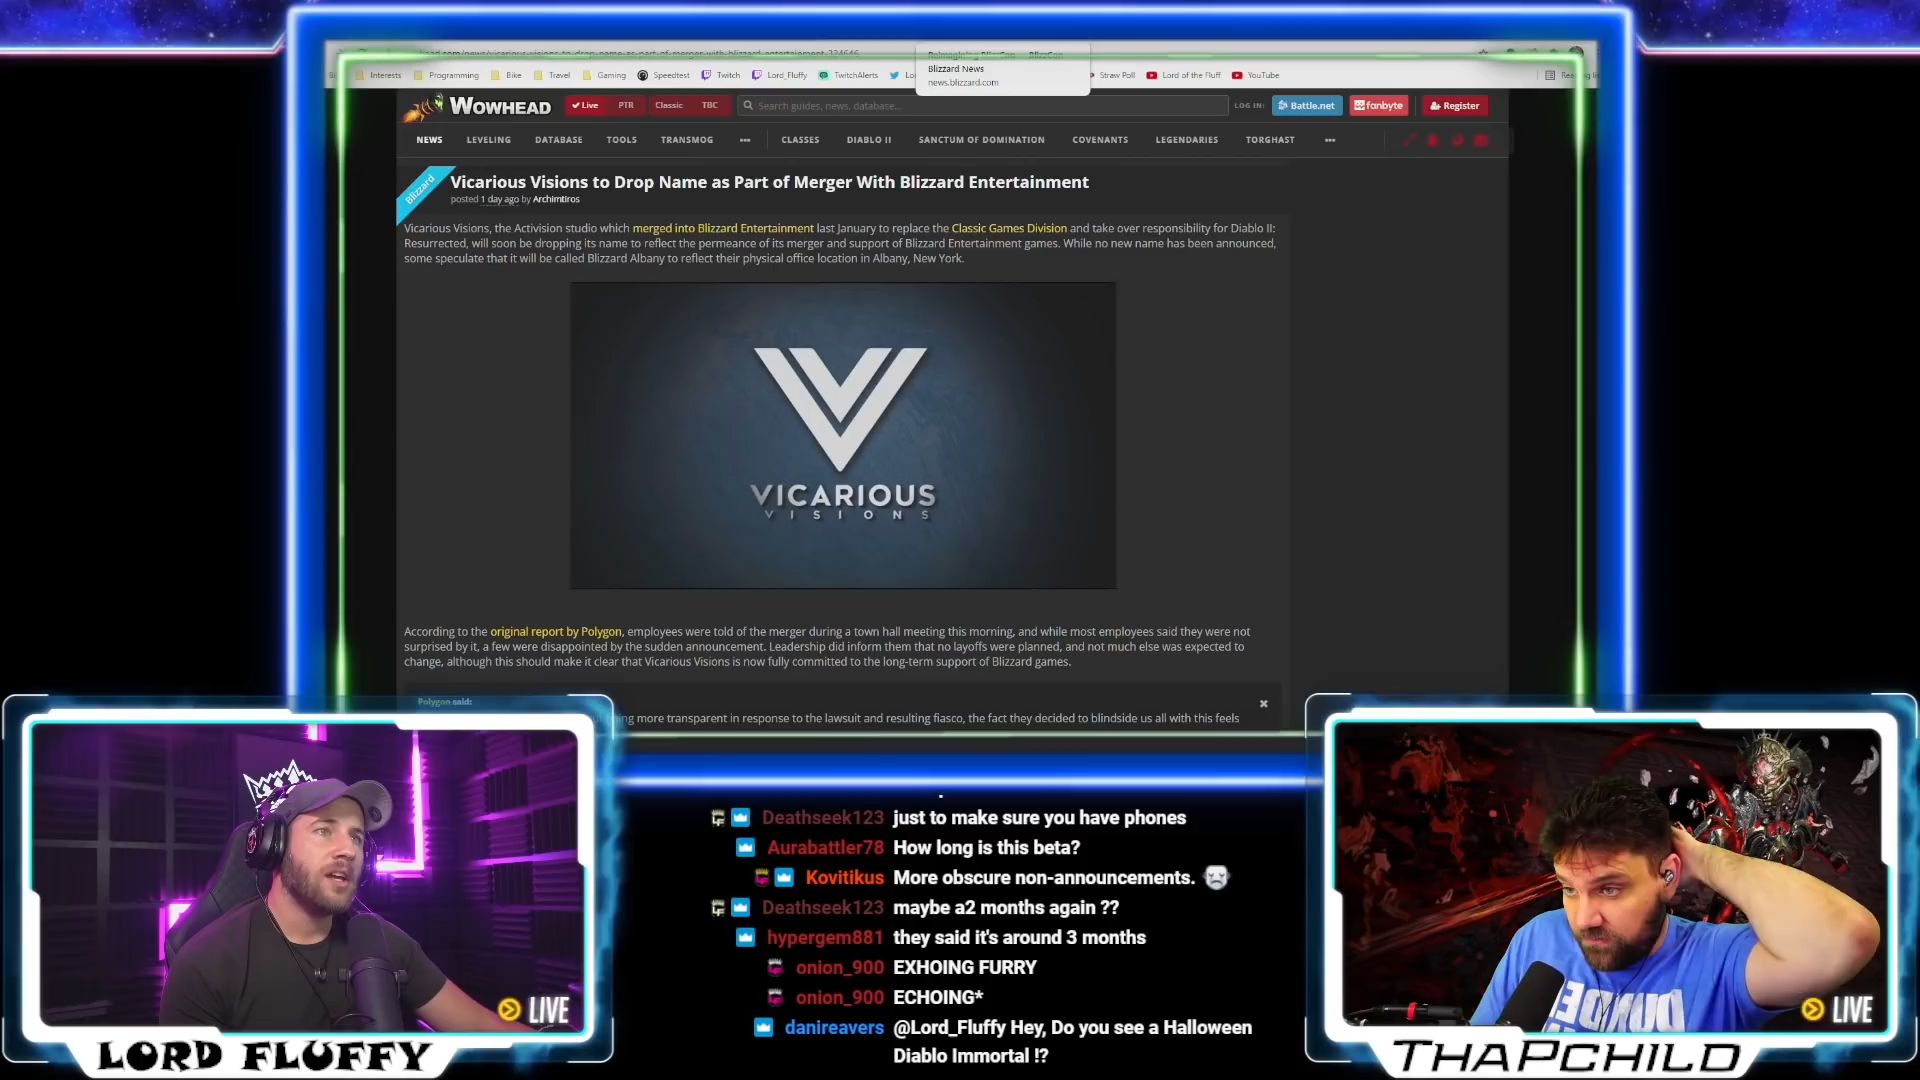 Reimagining BlizzCon — BlizzCon
Interests Programming Bike Travel Gaming Speedtest Twitch Lord_Fluffy TwitchAlerts Blizzard News Straw Poll Lord of the Fluff YouTube
news.blizzard.com
WOWHEAD Live PTR Classic TBC Search guides, news, database... LOG IN: Battle.net fanbyte Register
NEWS LEVELING DATABASE TOOLS TRANSMOG ••• CLASSES DIABLO II SANCTUM OF DOMINATION COVENANTS LEGENDARIES TORGHAST •••
Blizzard
Vicarious Visions to Drop Name as Part of Merger With Blizzard Entertainment
posted 1 day ago by Archimtiros
Vicarious Visions, the Activision studio which merged into Blizzard Entertainment last January to replace the Classic Games Division and take over responsibility for Diablo II:
Resurrected, will soon be dropping its name to reflect the permeance of its merger and support of Blizzard Entertainment games. While no new name has been announced,
some speculate that it will be called Blizzard Albany to reflect their physical office location in Albany, New York.
VICARIOUS
VISIONS
According to the original report by Polygon, employees were told of the merger during a town hall meeting this morning, and while most employees said they were not
surprised by it, a few were disappointed by the sudden announcement. Leadership did inform them that no layoffs were planned, and not much else was expected to
change, although this should make it clear that Vicarious Visions is now fully committed to the long-term support of Blizzard games.
Polygon said:
more transparent in response to the lawsuit and resulting fiasco, the fact they decided to blindside us all with this feels
Deathseek123 just to make sure you have phones
Aurabattler78 How long is this beta?
Kovitikus More obscure non-announcements.
Deathseek123 maybe a2 months again ??
hypergem881 they said it's around 3 months
onion_900 EXHOING FURRY
onion_900 ECHOING*
danireavers @Lord_Fluffy Hey, Do you see a Halloween
Diablo Immortal !?
LIVE
LORD FLUFFY
LIVE
THAPCHILD